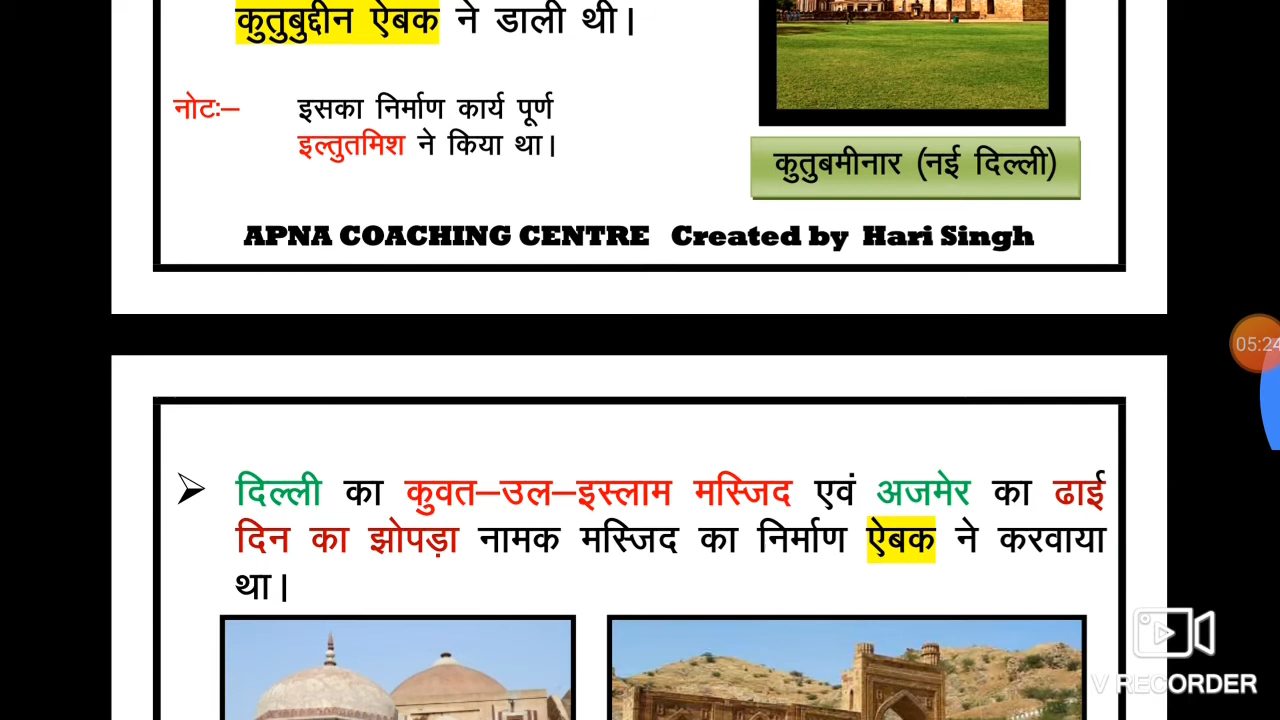 कुतुबुद्दीन ऐबक ने डाली थी।
नोटः– इसका निर्माण कार्य पूर्ण
इल्तुतमिश ने किया था।
कुतुबमीनार (नई दिल्ली)
APNA COACHING CENTRE Created by Hari Singh
05:24
➢ दिल्ली का कुवत–उल–इस्लाम मस्जिद एवं अजमेर का ढाई
दिन का झोपड़ा नामक मस्जिद का निर्माण ऐबक ने करवाया
था।
V RECORDER